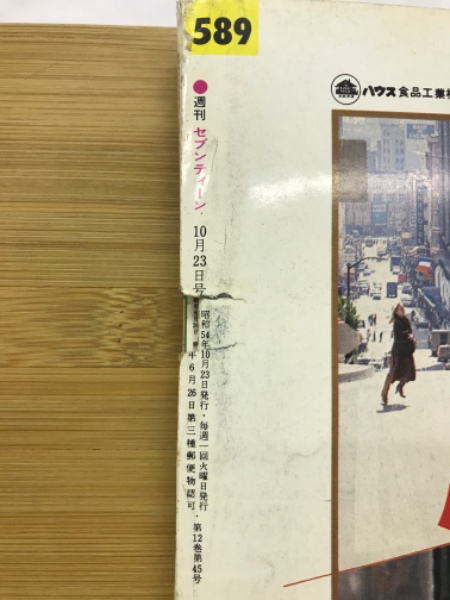 589
ハウス食品工業
●週刊セブンティーン・10月23日号
昭和54年10月23日発行・毎週一回火曜日発行
年6月26日第三種郵便物認可・第12巻第45号